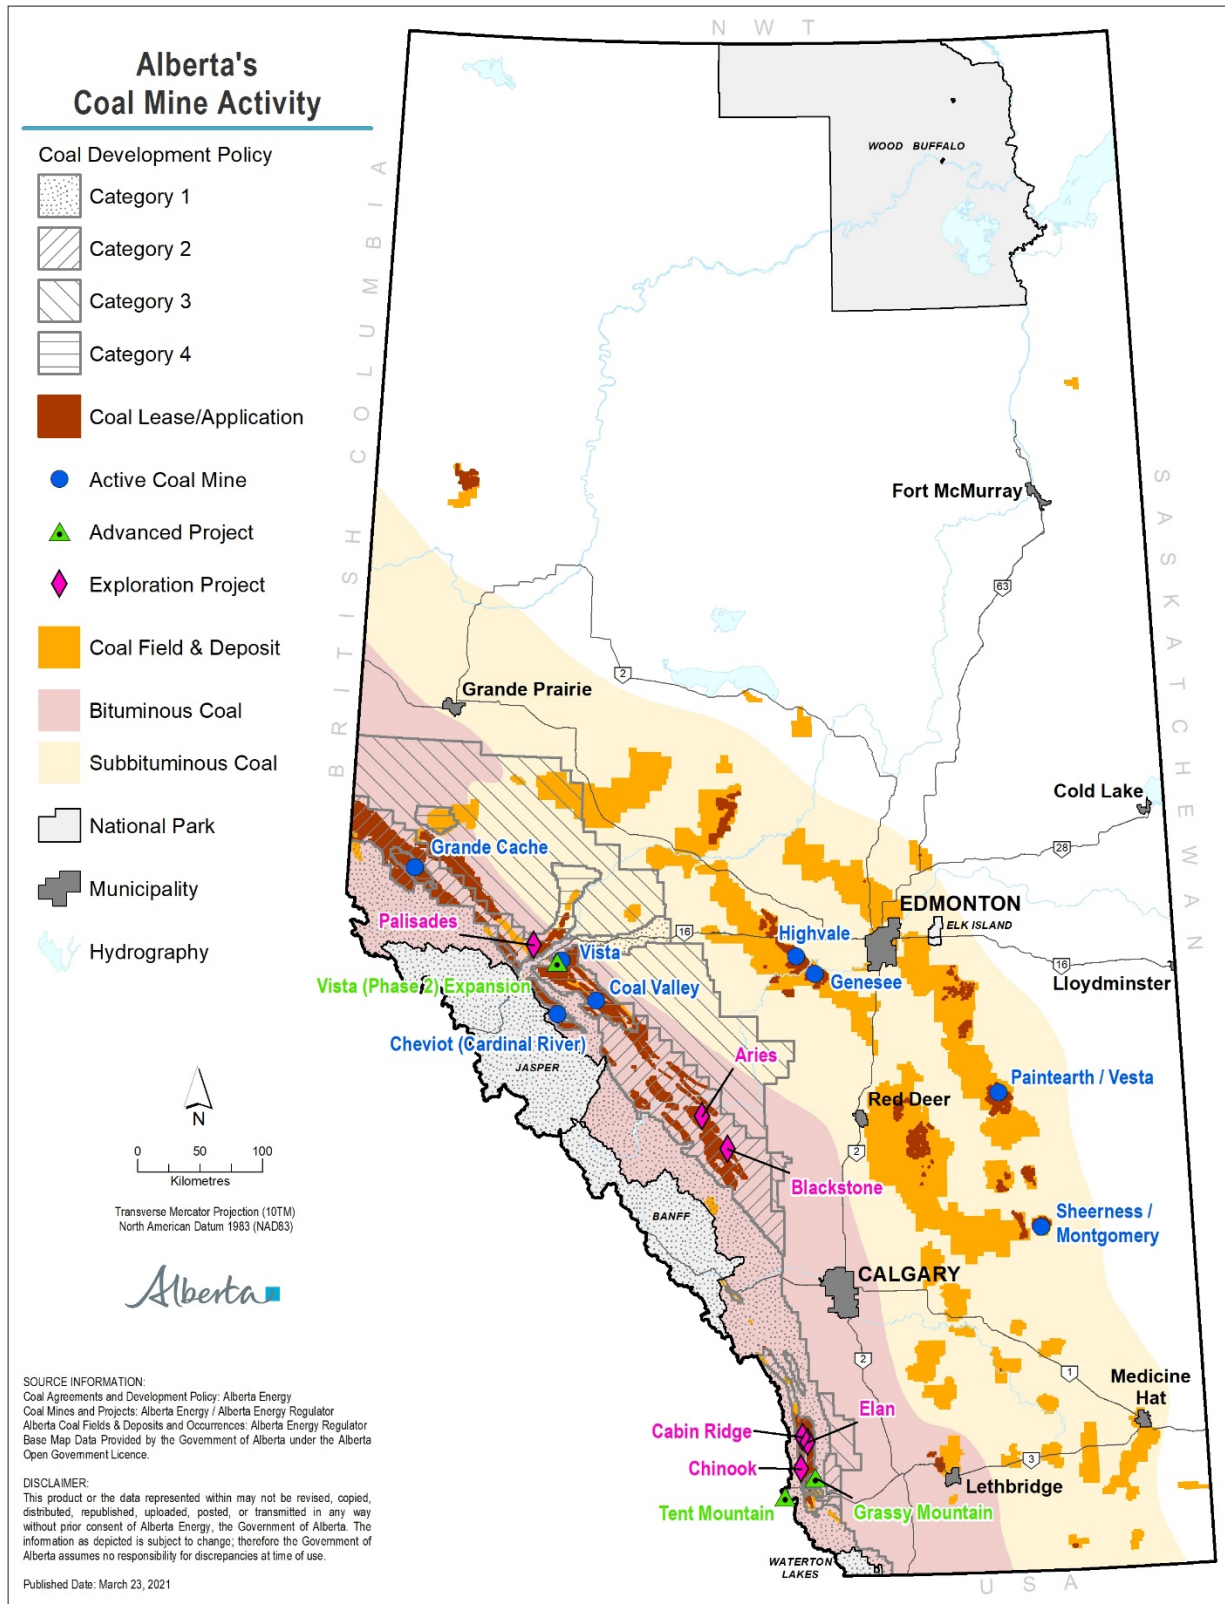 Alberta's
Coal Mine Activity
Coal Development Policy
Category 1
Category 2
Category 3
Category 4
Coal Lease/Application
Active Coal Mine
Advanced Project
Exploration Project
Coal Field & Deposit
Bituminous Coal
Subbituminous Coal
National Park
Municipality
Hydrography
N
0 50 100
Kilometres
Transverse Mercator Projection (10TM)
North American Datum 1983 (NAD83)
Alberta
SOURCE INFORMATION:
Coal Agreements and Development Policy: Alberta Energy
Coal Mines and Projects: Alberta Energy / Alberta Energy Regulator
Alberta Coal Fields & Deposits and Occurrences: Alberta Energy Regulator
Base Map Data Provided by the Government of Alberta under the Alberta
Open Government Licence.
DISCLAIMER:
This product or the data represented within may not be revised, copied,
distributed, republished, uploaded, posted, or transmitted in any way
without prior consent of Alberta Energy, the Government of Alberta. The
information as depicted is subject to change; therefore the Government of
Alberta assumes no responsibility for discrepancies at time of use.
Published Date: March 23, 2021
NWT
BRITISH COLUMBIA
SASKATCHEWAN
USA
WOOD BUFFALO
Fort McMurray
63
2
Grande Prairie
Cold Lake
28
Grande Cache
EDMONTON
ELK ISLAND
Palisades
16
Highvale
Vista
Genesee
16
Lloydminster
Vista (Phase 2) Expansion
Coal Valley
Cheviot (Cardinal River)
JASPER
Aries
Paintearth / Vesta
Red Deer
2
Blackstone
BANFF
Sheerness /
Montgomery
CALGARY
2
1
Medicine
Hat
Elan
Cabin Ridge
Chinook
3
Lethbridge
Tent Mountain
Grassy Mountain
WATERTON
LAKES